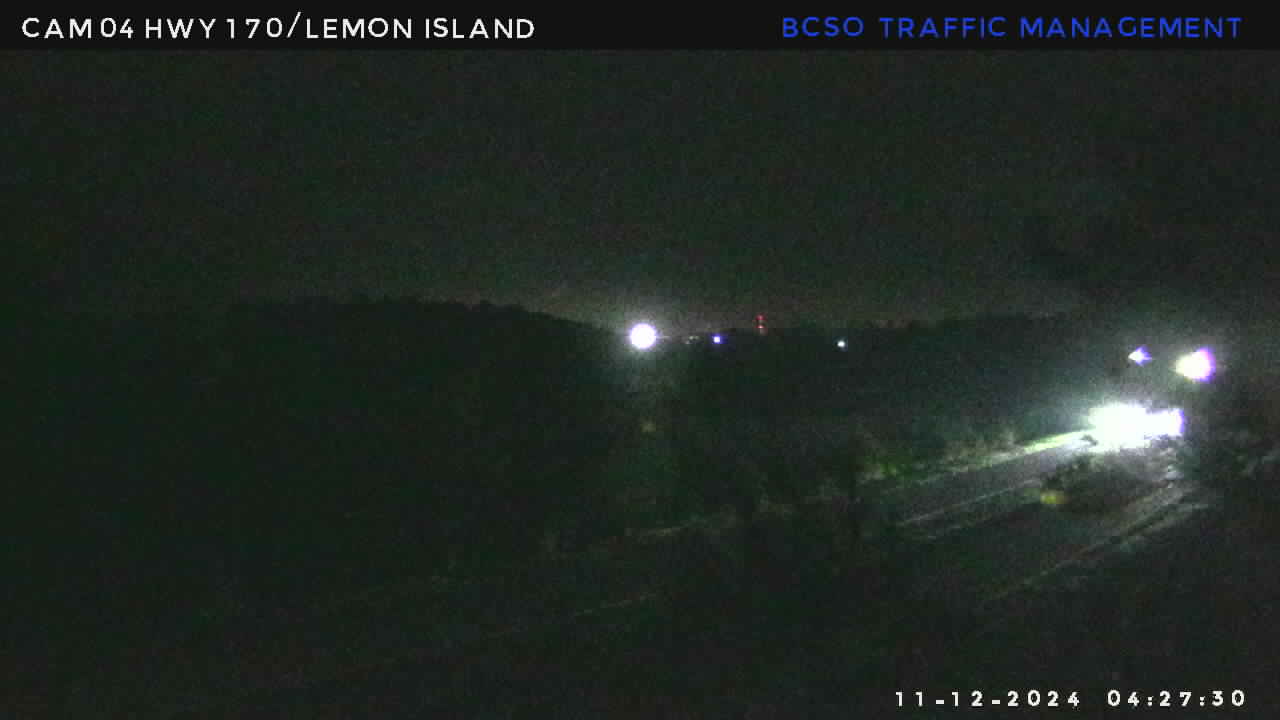 CAM04 HWY 170/LEMON ISLAND
BCSO TRAFFIC MANAGEMENT
11-12-2024 04:27:30